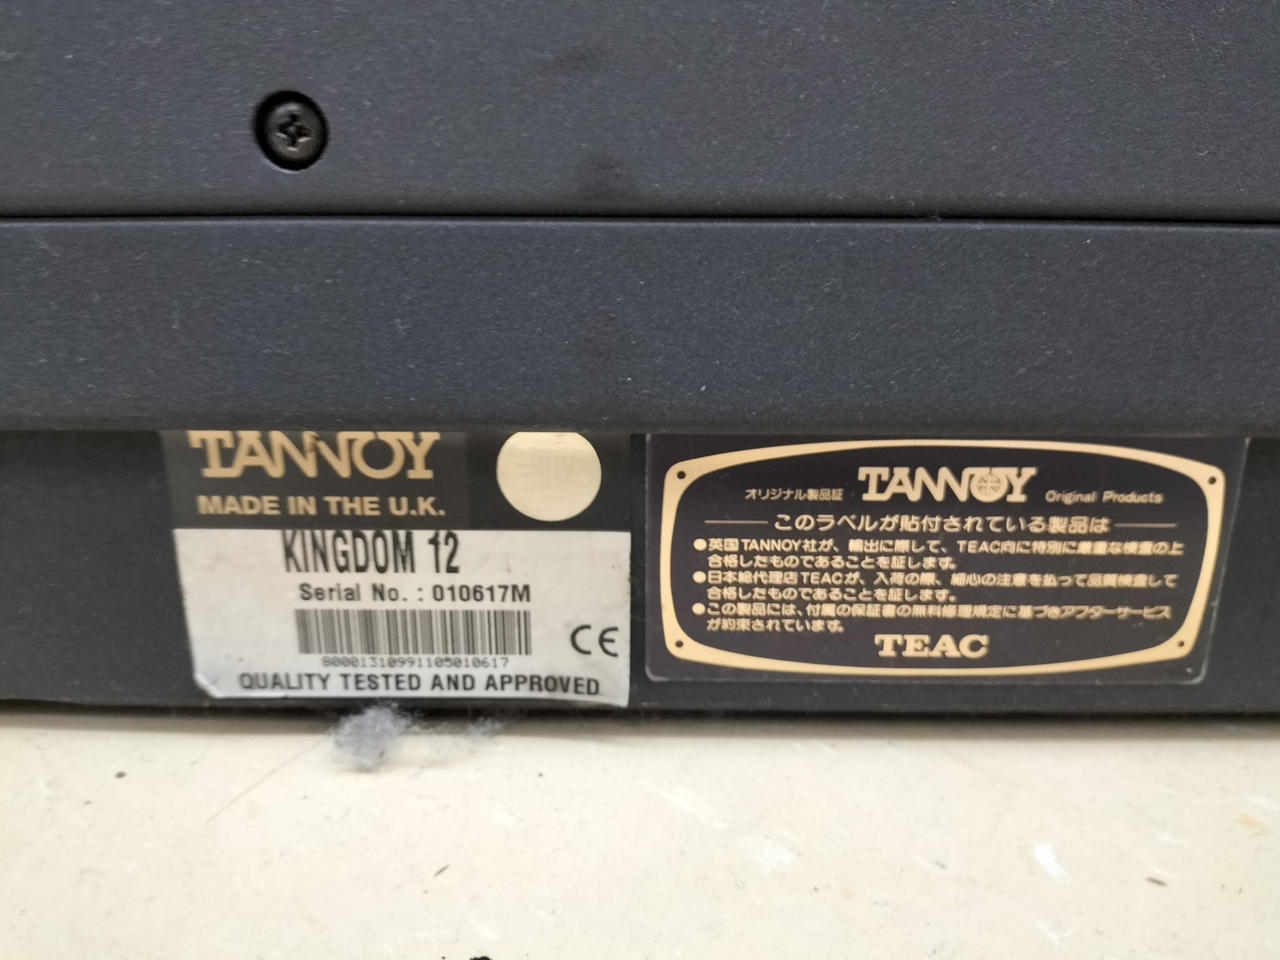 TANNOY
MADE IN THE U.K.
KINGDOM 12
Serial No. : 010617M
CE
80001310991105010617
QUALITY TESTED AND APPROVED
オリジナル製品証 TANNOY Original Products
このラベルが貼付されている製品は
●英国TANNOY社が、輸出に際して、TEAC向に特別に厳重な検査の上
合格したものであることを証します。
●日本総代理店TEACが、入荷の際、細心の注意を払って品質検査して
合格したものであることを証します。
●この製品には、付属の保証書の無料修理規定に基づきアフターサービス
が約束されています。
TEAC